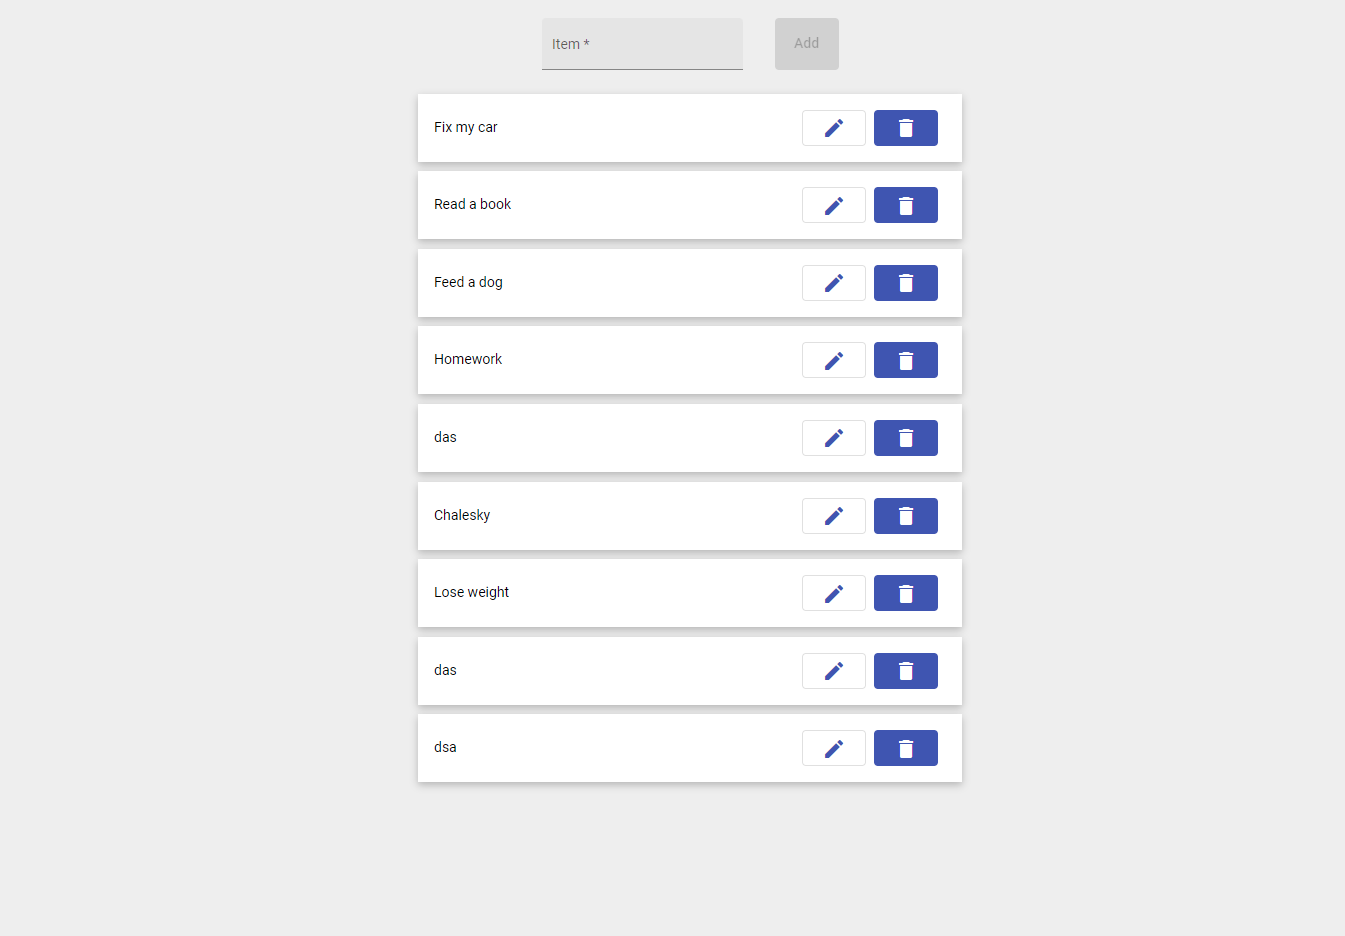 Item *
Add
Fix my car
Read a book
Feed a dog
Homework
das
Chalesky
Lose weight
das
dsa